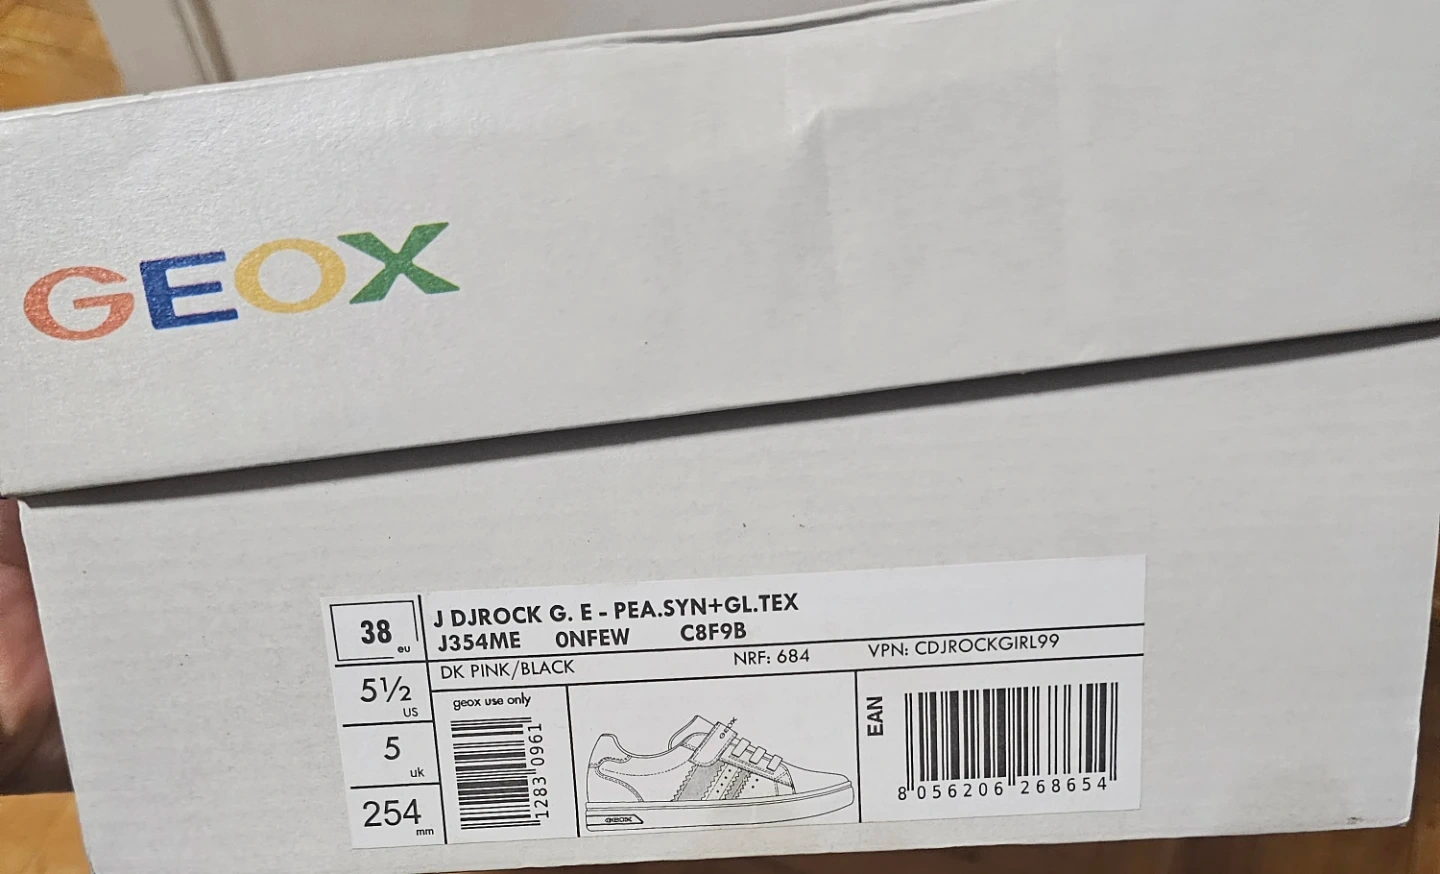 GEOX
38 eu
J DJROCK G. E - PEA.SYN+GL.TEX
J354ME 0NFEW C8F9B
DK PINK/BLACK NRF: 684 VPN: CDJROCKGIRL99
5½ US
5 uk
254 mm
geox use only
1283 0961
GEOX
GEOX
EAN
8 056206 268654